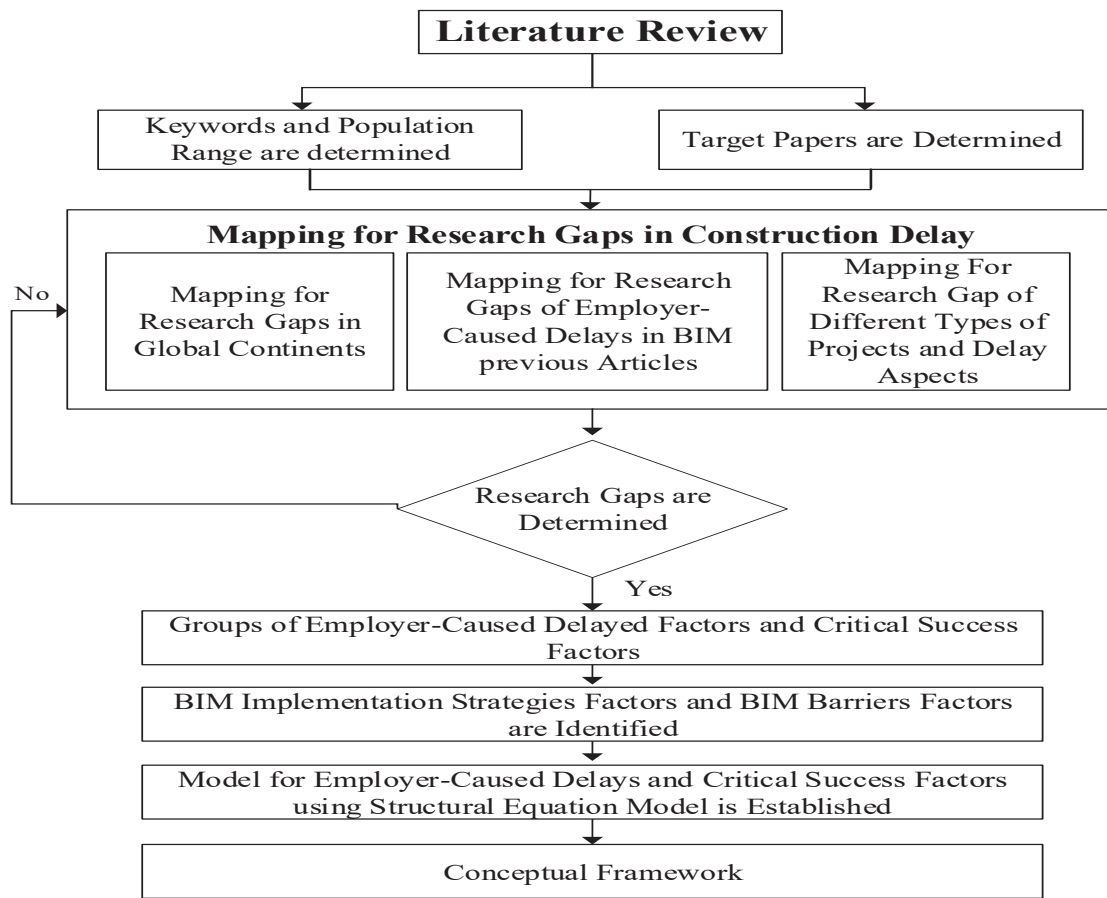 Literature Review
Keywords and Population
Range are determined
Target Papers are Determined
Mapping for Research Gaps in Construction Delay
Mapping for
Research Gaps in
Global Continents
Mapping for Research
Gaps of Employer-
Caused Delays in BIM
previous Articles
Mapping For
Research Gap of
Different Types of
Projects and Delay
Aspects
No
Research Gaps are
Determined
Yes
Groups of Employer-Caused Delayed Factors and Critical Success
Factors
BIM Implementation Strategies Factors and BIM Barriers Factors
are Identified
Model for Employer-Caused Delays and Critical Success Factors
using Structural Equation Model is Established
Conceptual Framework